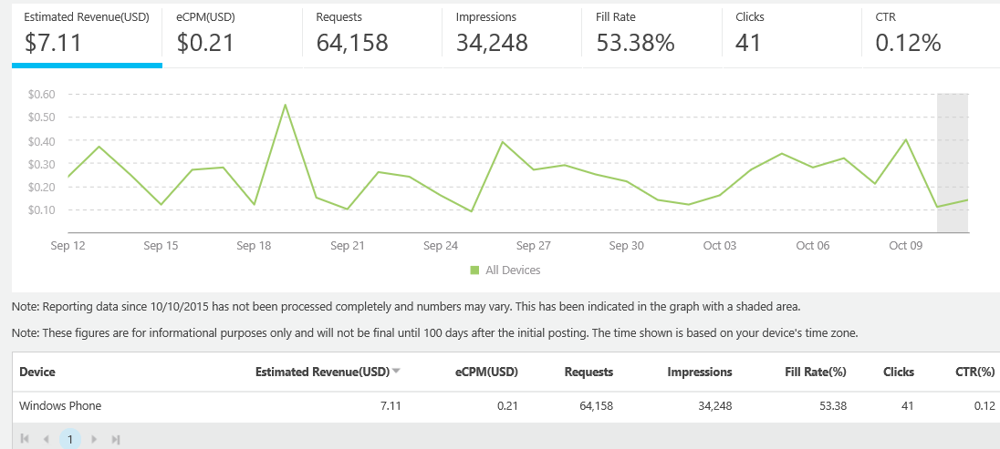 Estimated Revenue(USD) eCPM(USD) Requests Impressions Fill Rate Clicks CTR
$7.11 $0.21 64,158 34,248 53.38% 41 0.12%
$0.60
$0.50
$0.40
$0.30
$0.20
$0.10
Sep 12 Sep 15 Sep 18 Sep 21 Sep 24 Sep 27 Sep 30 Oct 03 Oct 06 Oct 09
All Devices
Note: Reporting data since 10/10/2015 has not been processed completely and numbers may vary. This has been indicated in the graph with a shaded area.
Note: These figures are for informational purposes only and will not be final until 100 days after the initial posting. The time shown is based on your device's time zone.
Device Estimated Revenue(USD) eCPM(USD) Requests Impressions Fill Rate(%) Clicks CTR(%)
Windows Phone 7.11 0.21 64,158 34,248 53.38 41 0.12
1